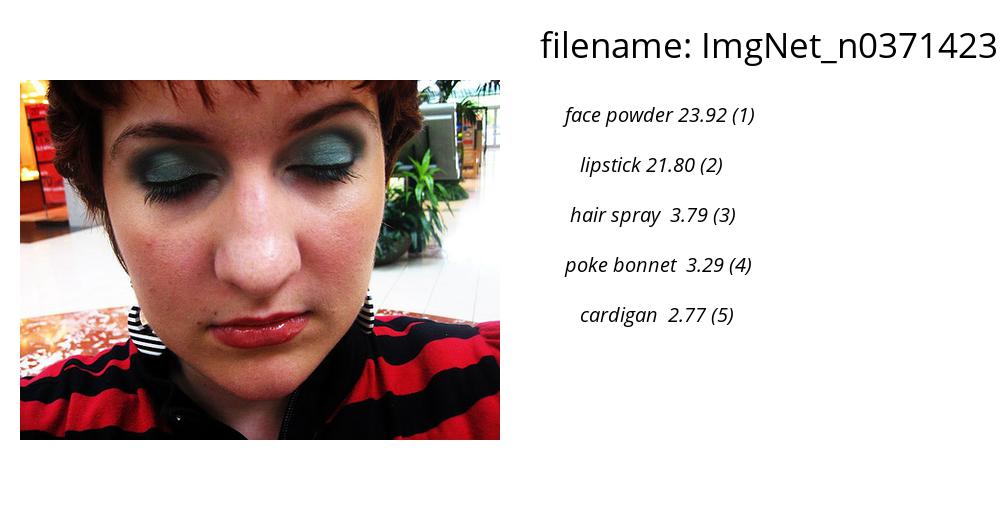 filename: ImgNet_n0371423
face powder 23.92 (1)
lipstick 21.80 (2)
hair spray 3.79 (3)
poke bonnet 3.29 (4)
cardigan 2.77 (5)